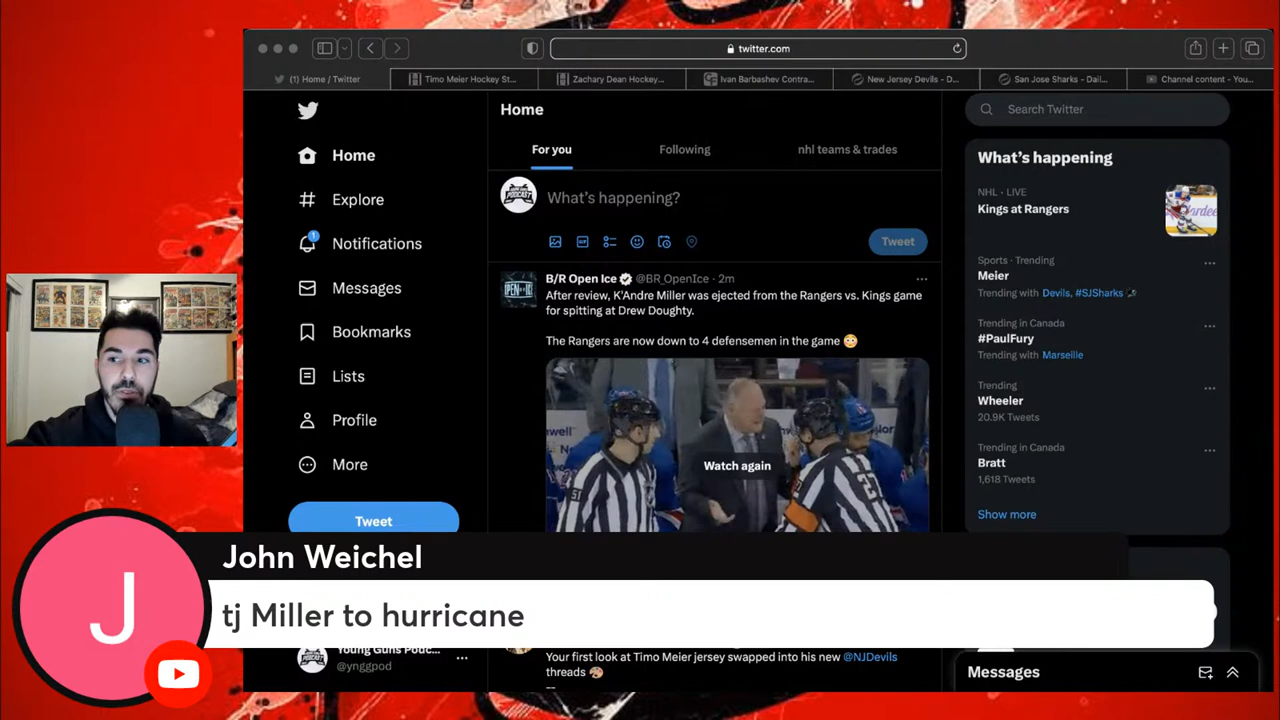 twitter.com
(1) Home / Twitter
Timo Meier Hockey St...
Zachary Dean Hockey...
Ivan Barbashev Contra...
New Jersey Devils - D...
San Jose Sharks - Dail...
Channel content - You...
Home
Explore
1
Notifications
Messages
Bookmarks
Lists
Profile
More
Tweet
Home
For you
Following
nhl teams & trades
What's happening?
Tweet
B/R Open Ice @BR_OpenIce · 2m
After review, K'Andre Miller was ejected from the Rangers vs. Kings game
for spitting at Drew Doughty.
The Rangers are now down to 4 defensemen in the game 😳
Watch again
Search Twitter
What's happening
NHL · LIVE
Kings at Rangers
Sports · Trending
Meier
Trending with Devils, #SJSharks
Trending in Canada
#PaulFury
Trending with Marseille
Trending
Wheeler
20.9K Tweets
Trending in Canada
Bratt
1,618 Tweets
Show more
J
John Weichel
tj Miller to hurricane
Young Guns Podc...
@ynggpod
Your first look at Timo Meier jersey swapped into his new @NJDevils
threads 🎨
Messages